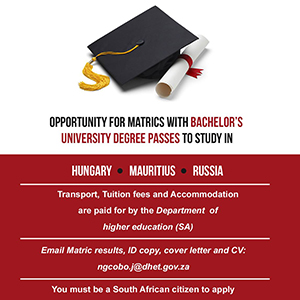 OPPORTUNITY FOR MATRICS WITH BACHELOR'S
UNIVERSITY DEGREE PASSES TO STUDY IN
HUNGARY • MAURITIUS • RUSSIA
Transport, Tuition fees and Accommodation
are paid for by the Department of
higher education (SA)
Email Matric results, ID copy, cover letter and CV:
ngcobo.j@dhet.gov.za
You must be a South African citizen to apply